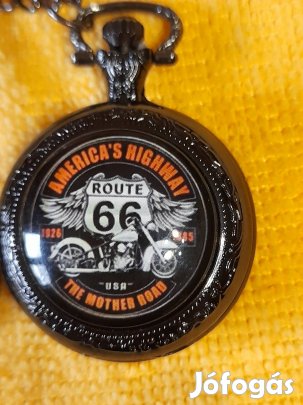 AMERICA'S HIGHWAY
ROUTE
66
1926
USA
THE MOTHER ROAD
Jófogás